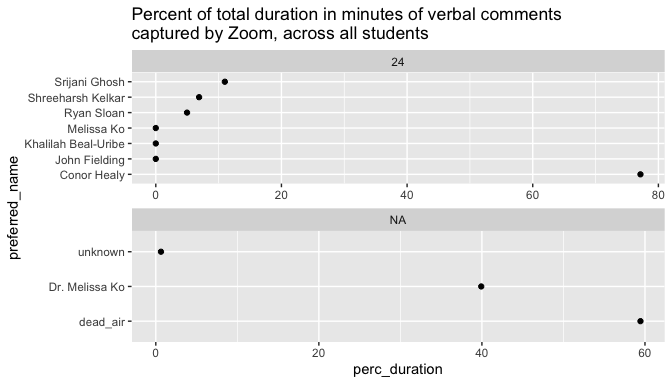 Percent of total duration in minutes of verbal comments
captured by Zoom, across all students
24
Srijani Ghosh
Shreeharsh Kelkar
Ryan Sloan
Melissa Ko
Khalilah Beal-Uribe
John Fielding
Conor Healy
0 20 40 60 80
NA
unknown
Dr. Melissa Ko
dead_air
0 20 40 60
perc_duration
preferred_name